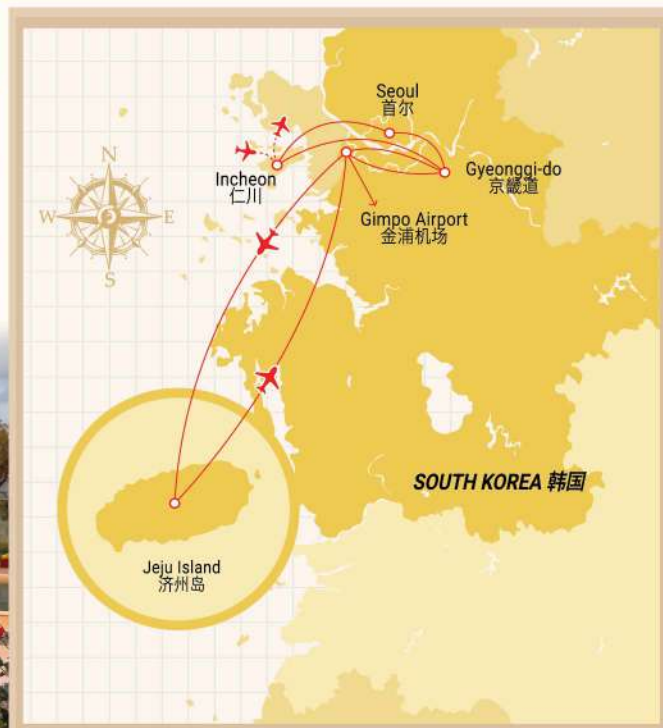 Seoul
首尔
Incheon
仁川
Gyeonggi-do
京畿道
Gimpo Airport
金浦机场
N
W
E
S
SOUTH KOREA 韩国
Jeju Island
济州岛